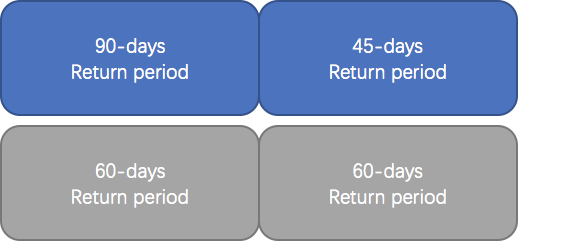 90-days
Return period
45-days
Return period
60-days
Return period
60-days
Return period